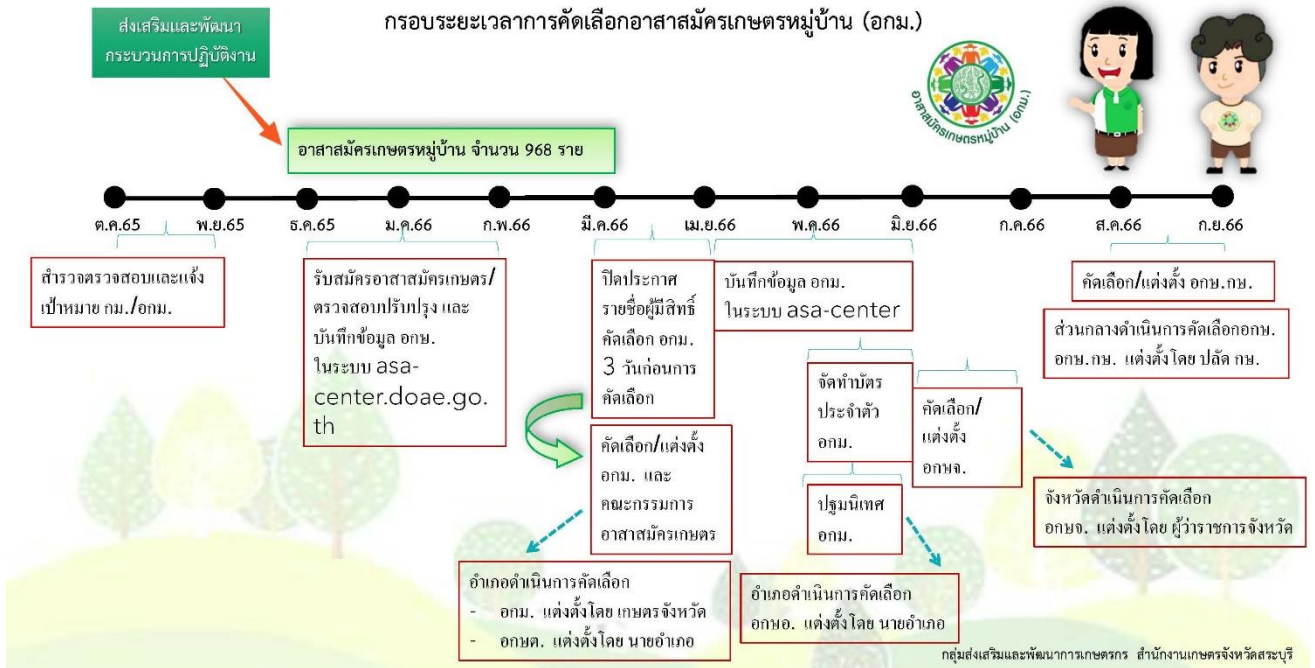 ส่งเสริมและพัฒนา
กระบวนการปฏิบัติงาน
กรอบระยะเวลาการคัดเลือกอาสาสมัครเกษตรหมู่บ้าน (อกม.)
อาสาสมัครเกษตรหมู่บ้าน (อกม.)
อาสาสมัครเกษตรหมู่บ้าน จำนวน 968 ราย
ต.ค.65 พ.ย.65 ธ.ค.65 ม.ค.66 ก.พ.66 มี.ค.66 เม.ย.66 พ.ค.66 มิ.ย.66 ก.ค.66 ส.ค.66 ก.ย.66
สำรวจตรวจสอบและแจ้ง
เป้าหมาย กม./อกม.
รับสมัครอาสาสมัครเกษตร/
ตรวจสอบปรับปรุง และ
บันทึกข้อมูล อกษ.
ในระบบ asa-
center.doae.go.
th
ปิดประกาศ
รายชื่อผู้มีสิทธิ์
คัดเลือก อกม.
3 วันก่อนการ
คัดเลือก
คัดเลือก/แต่งตั้ง
อกม. และ
คณะกรรมการ
อาสาสมัครเกษตร
อำเภอดำเนินการคัดเลือก
- อกม. แต่งตั้งโดย เกษตรจังหวัด
- อกษต. แต่งตั้งโดย นายอำเภอ
บันทึกข้อมูล อกม.
ในระบบ asa-center
จัดทำบัตร
ประจำตัว
อกม.
ปฐมนิเทศ
อกม.
อำเภอดำเนินการคัดเลือก
อกษอ. แต่งตั้งโดย นายอำเภอ
คัดเลือก/
แต่งตั้ง
อกษจ.
จังหวัดดำเนินการคัดเลือก
อกษจ. แต่งตั้งโดย ผู้ว่าราชการจังหวัด
คัดเลือก/แต่งตั้ง อกษ.กษ.
ส่วนกลางดำเนินการคัดเลือกอกษ.
อกษ.กษ. แต่งตั้งโดย ปลัด กษ.
กลุ่มส่งเสริมและพัฒนาการเกษตรกร สำนักงานเกษตรจังหวัดสระบุรี